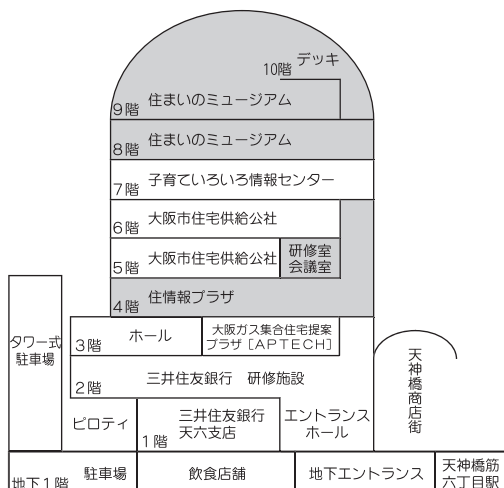 10階 デッキ
9階 住まいのミュージアム
8階 住まいのミュージアム
7階 子育ていろいろ情報センター
6階 大阪市住宅供給公社
5階 大阪市住宅供給公社
研修室
会議室
4階 住情報プラザ
タワー式
駐車場
3階 ホール
大阪ガス集合住宅提案
プラザ［APTECH］
2階 三井住友銀行 研修施設
ピロティ
1階
三井住友銀行
天六支店
エントランス
ホール
天神橋商店街
地下1階 駐車場
飲食店舗
地下エントランス
天神橋筋
六丁目駅